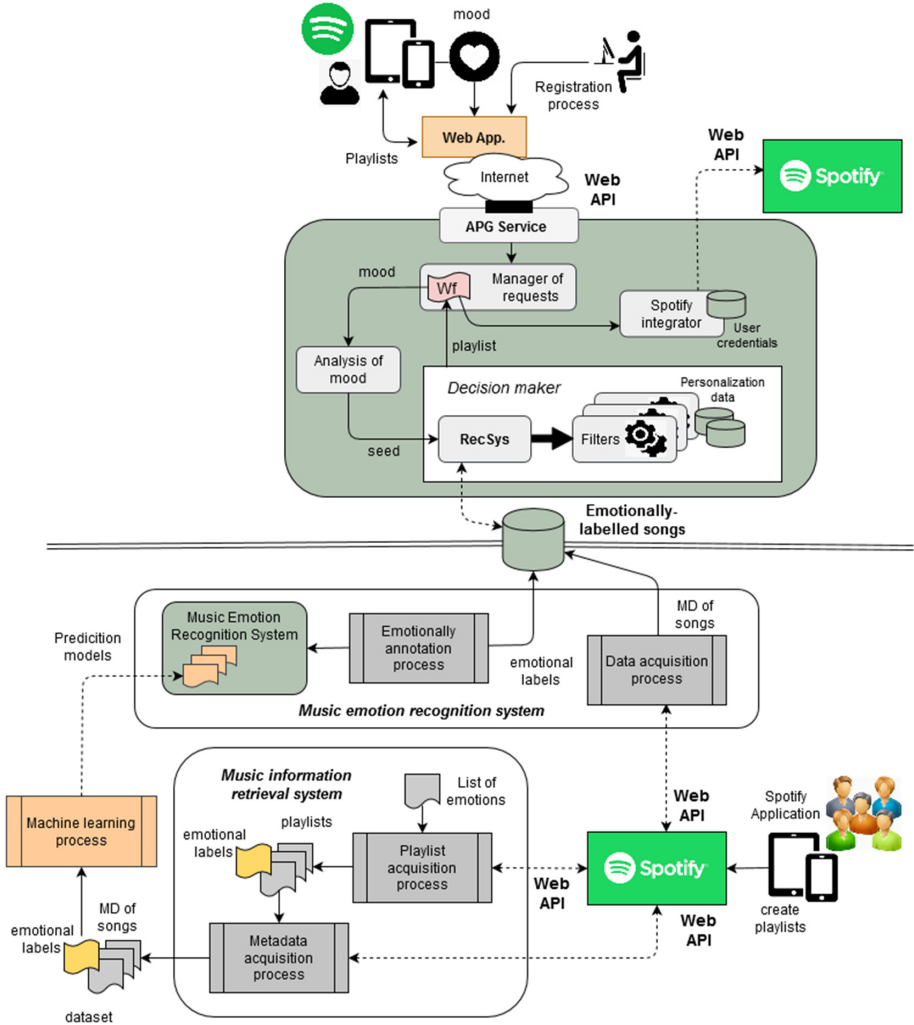 mood
Registration
process
Web App.
Playlists
Internet
Web
API
Web
API
Spotify
APG Service
mood
Wf
Manager of
requests
Spotify
integrator
User
credentials
playlist
Analysis of
mood
Decision maker
Personalization
data
RecSys
Filters
seed
Emotionally-
labelled songs
Music Emotion
Recognition System
Emotionally
annotation
process
MD of
songs
Prediction
models
emotional
labels
Data acquisition
process
Music emotion recognition system
Music information
retrieval system
List of
emotions
Machine learning
process
emotional
labels
playlists
Playlist
acquisition
process
Web
API
Spotify
Application
Web
API
Spotify
Web
API
create
playlists
emotional
labels
MD of
songs
Metadata
acquisition
process
dataset